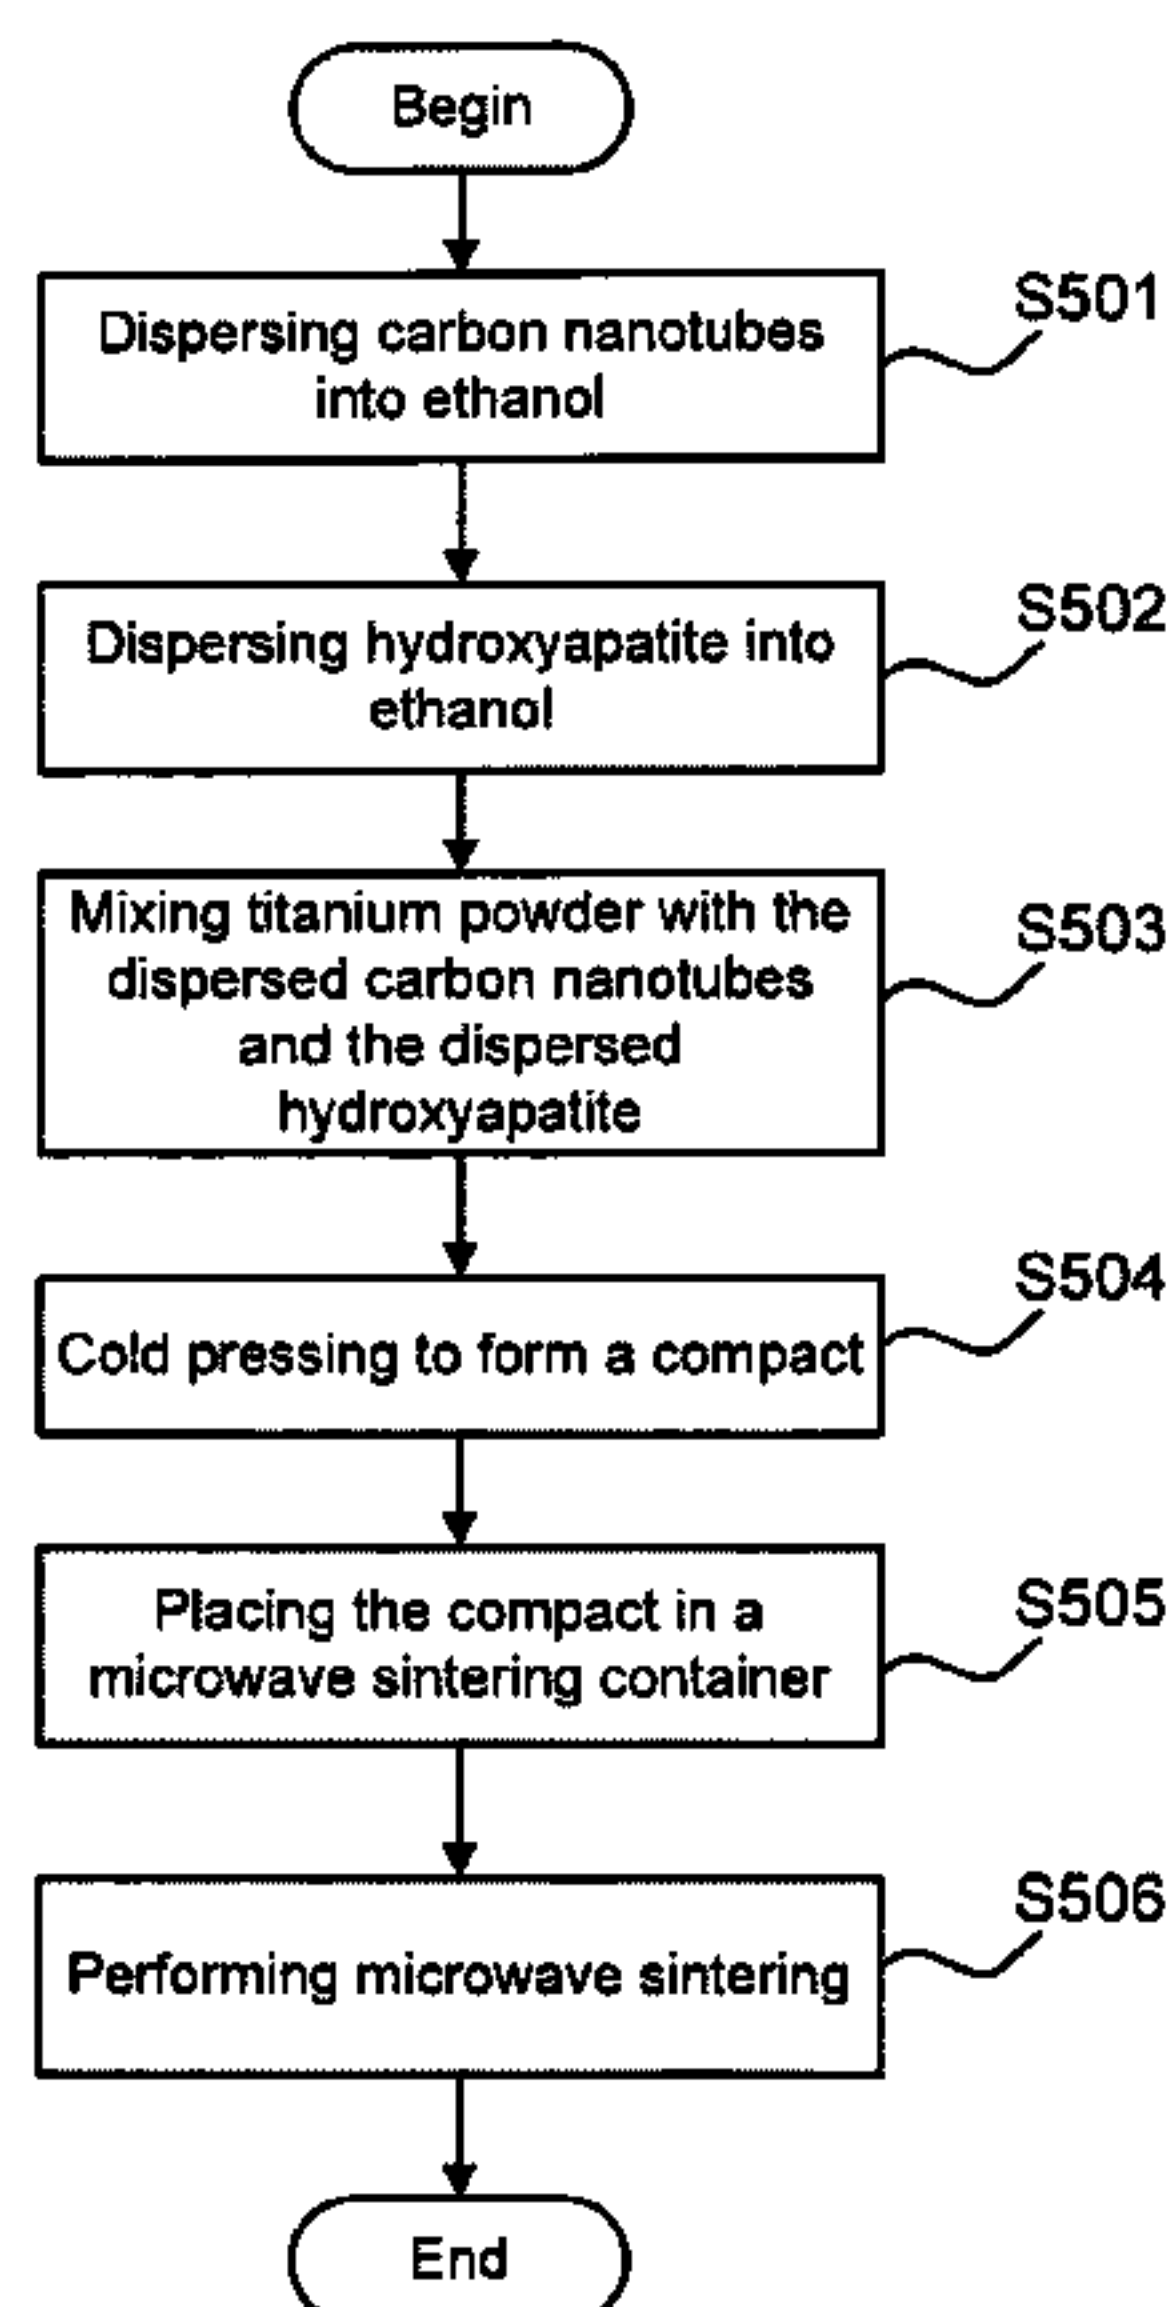 Begin
Dispersing carbon nanotubes
into ethanol
S501
Dispersing hydroxyapatite into
ethanol
S502
Mixing titanium powder with the
dispersed carbon nanotubes
and the dispersed
hydroxyapatite
S503
Cold pressing to form a compact
S504
Placing the compact in a
microwave sintering container
S505
Performing microwave sintering
S506
End